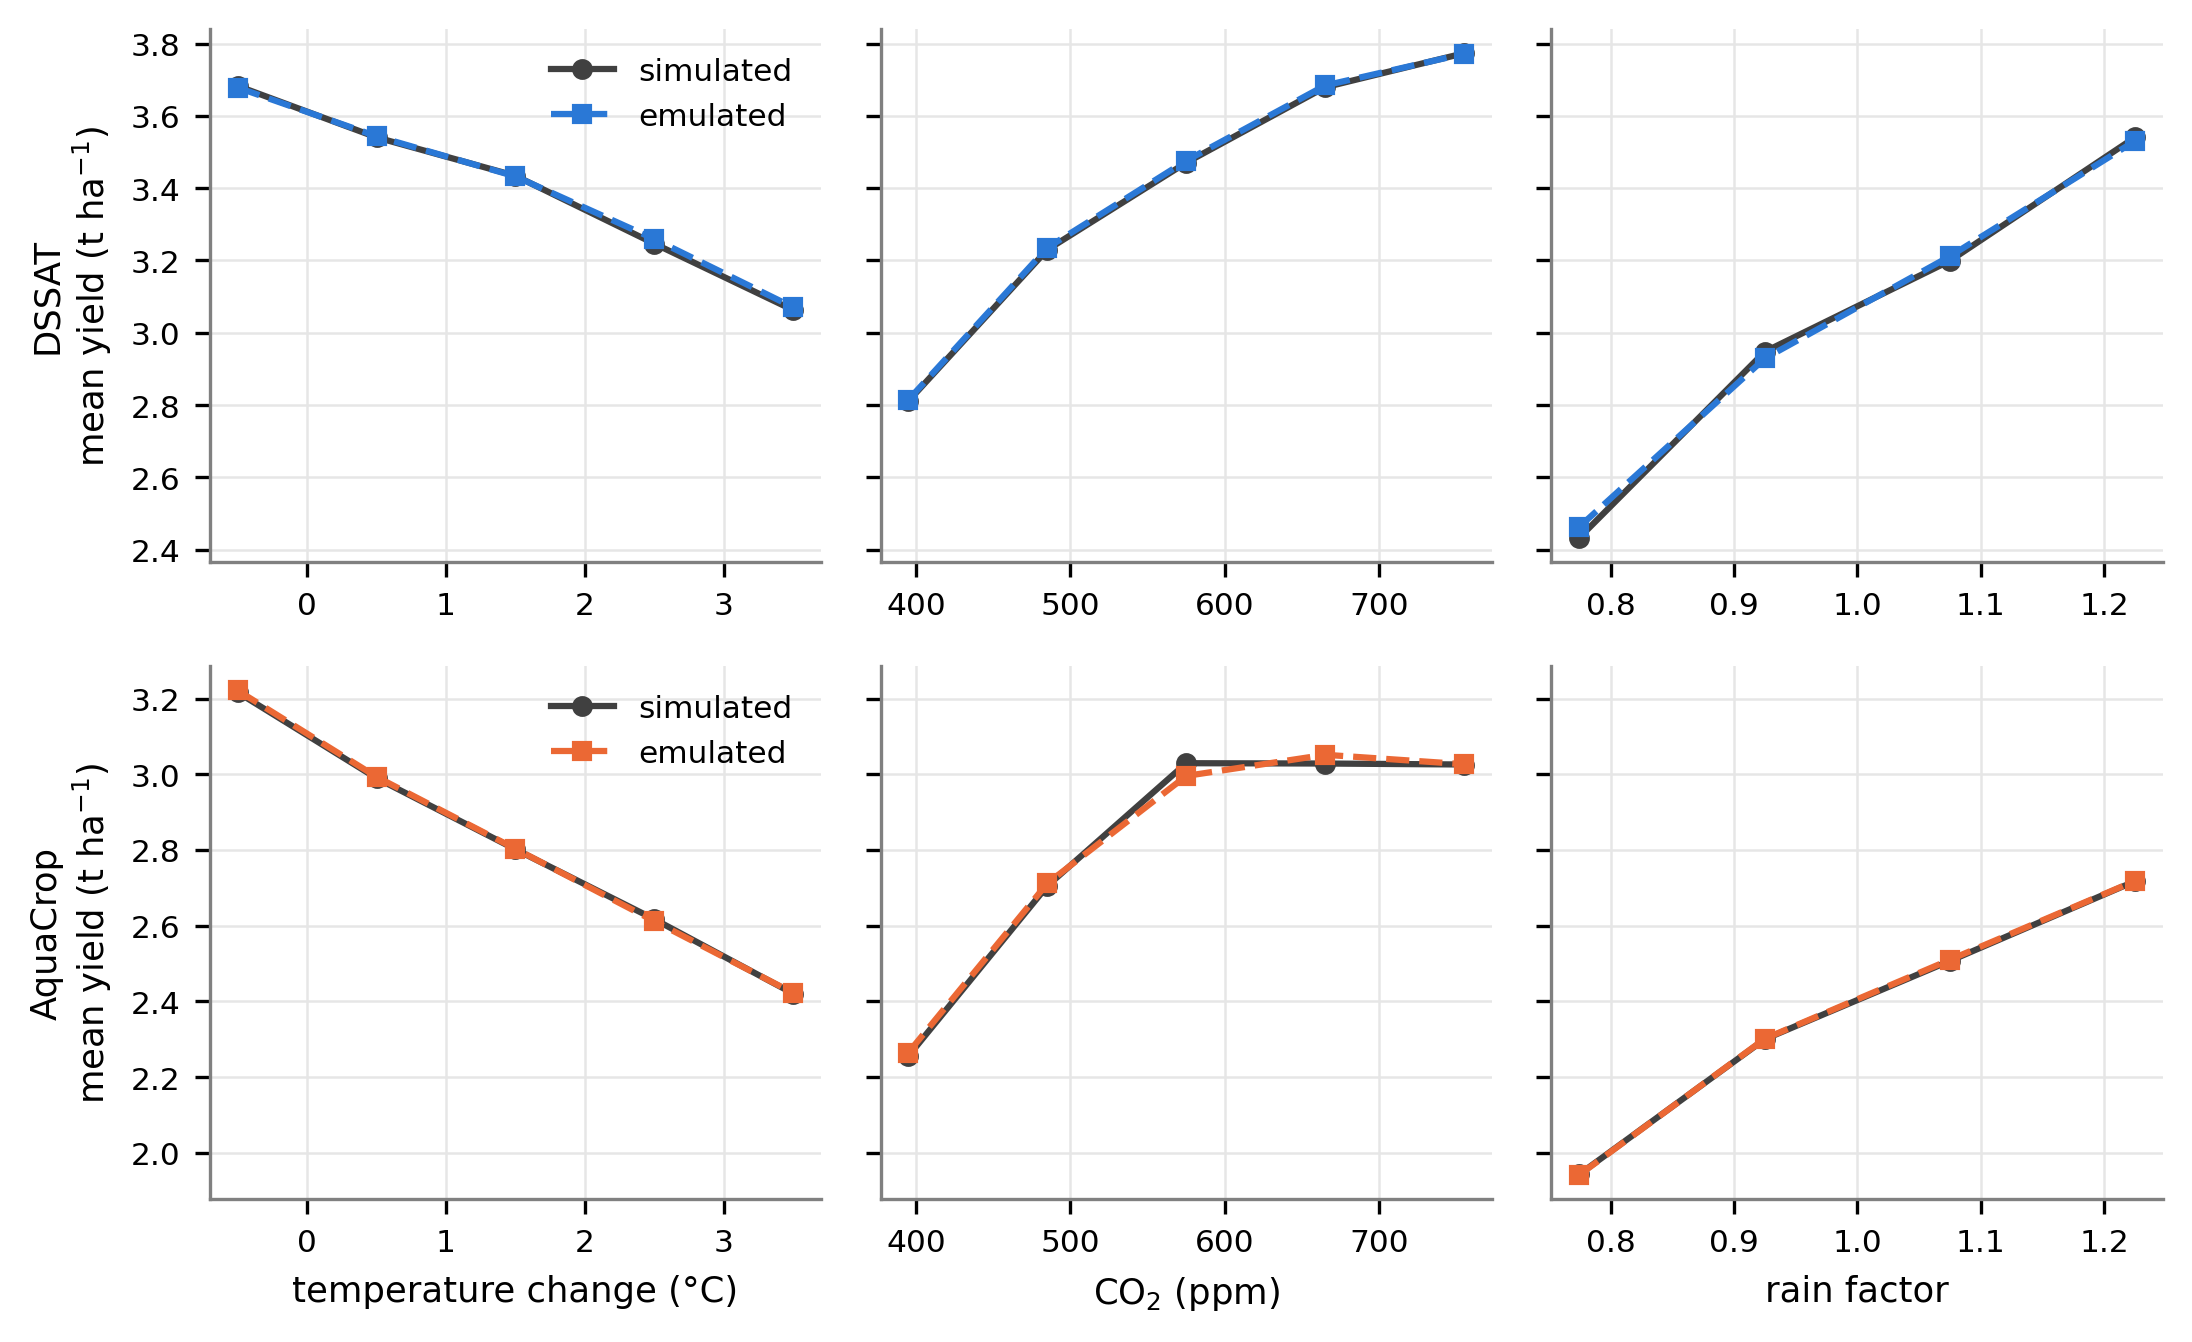 DSSAT
mean yield (t ha⁻¹)
3.8
3.6
3.4
3.2
3.0
2.8
2.6
2.4
simulated
emulated
0 1 2 3
400 500 600 700
0.8 0.9 1.0 1.1 1.2
AquaCrop
mean yield (t ha⁻¹)
3.2
3.0
2.8
2.6
2.4
2.2
2.0
simulated
emulated
0 1 2 3
400 500 600 700
0.8 0.9 1.0 1.1 1.2
temperature change (°C)
CO₂ (ppm)
rain factor